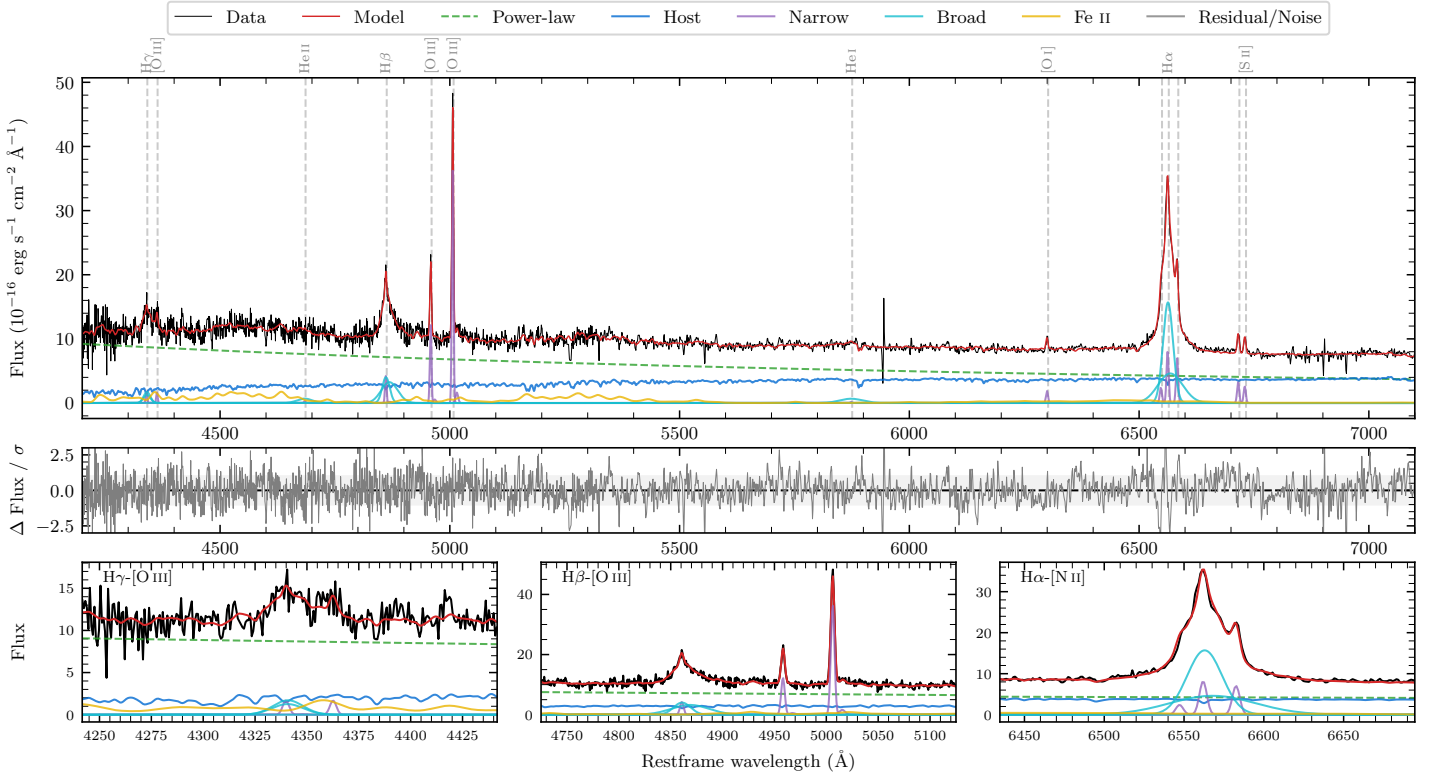 Data Model Power-law Host Narrow Broad Fe II Residual/Noise
Hγ [O III] He II Hβ [O III] [O III] He I [O I] Hα [S II]
Flux (10⁻¹⁶ erg s⁻¹ cm⁻² Å⁻¹)
50
40
30
20
10
0
4500 5000 5500 6000 6500 7000
Δ Flux / σ
2.5
0.0
−2.5
4500 5000 5500 6000 6500 7000
Flux
Hγ-[O III]
15
10
5
0
4250 4275 4300 4325 4350 4375 4400 4425
Hβ-[O III]
40
20
0
4750 4800 4850 4900 4950 5000 5050 5100
Hα-[N II]
30
20
10
0
6450 6500 6550 6600 6650
Restframe wavelength (Å)